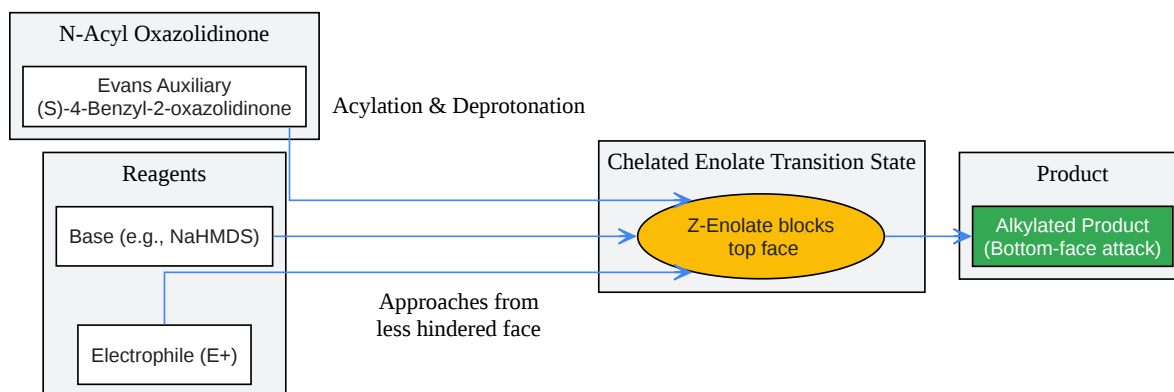 N-Acyl Oxazolidinone
Evans Auxiliary
(S)-4-Benzyl-2-oxazolidinone
Acylation & Deprotonation
Reagents
Base (e.g., NaHMDS)
Electrophile (E+)
Approaches from
less hindered face
Chelated Enolate Transition State
Z-Enolate blocks
top face
Product
Alkylated Product
(Bottom-face attack)